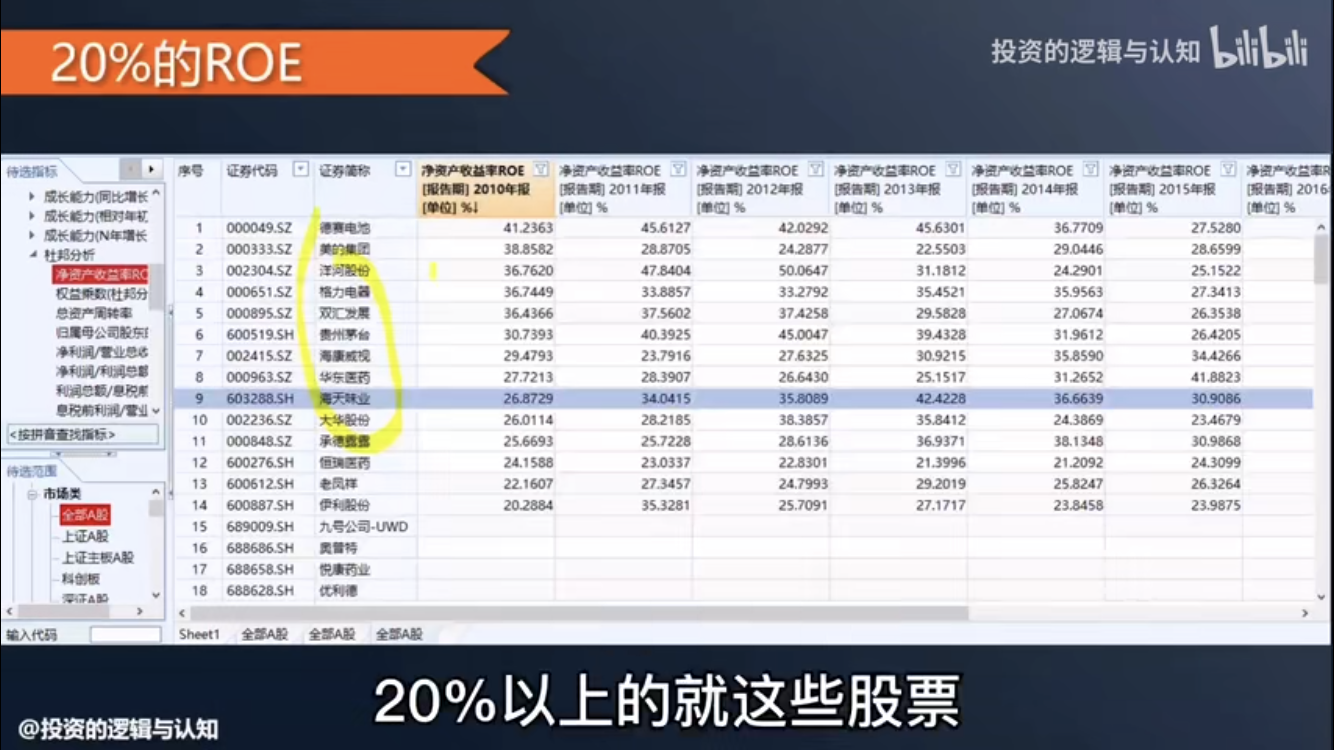 20%的ROE
投资的逻辑与认知 bilibili
待选指标
成长能力(同比增长
成长能力(相对年初
成长能力(N年增长
杜邦分析
净资产收益率RO
权益乘数(杜邦分
总资产周转率
归属母公司股东的
净利润/营业总收
净利润/利润总额
利润总额/息税前
息税前利润/营业
<按拼音查找指标>
待选范围
市场类
全部A股
上证A股
上证主板A股
科创板
深证A股
输入代码
序号 证券代码 证券简称 净资产收益率ROE [报告期] 2010年报 [单位] %↓ 净资产收益率ROE [报告期] 2011年报 [单位] % 净资产收益率ROE [报告期] 2012年报 [单位] % 净资产收益率ROE [报告期] 2013年报 [单位] % 净资产收益率ROE [报告期] 2014年报 [单位] % 净资产收益率ROE [报告期] 2015年报 [单位] % 净资产收益率R [报告期] 2016 [单位] %
1 000049.SZ 德赛电池 41.2363 45.6127 42.0292 45.6301 36.7709 27.5280
2 000333.SZ 美的集团 38.8582 28.8705 24.2877 22.5503 29.0446 28.6599
3 002304.SZ 洋河股份 36.7620 47.8404 50.0647 31.1812 24.2901 25.1522
4 000651.SZ 格力电器 36.7449 33.8857 33.2792 35.4521 35.9563 27.3413
5 000895.SZ 双汇发展 36.4366 37.5602 37.4258 29.5828 27.0674 26.3538
6 600519.SH 贵州茅台 30.7393 40.3925 45.0047 39.4328 31.9612 26.4205
7 002415.SZ 海康威视 29.4793 23.7916 27.6325 30.9215 35.8590 34.4266
8 000963.SZ 华东医药 27.7213 28.3907 26.6430 25.1517 31.2652 41.8823
9 603288.SH 海天味业 26.8729 34.0415 35.8089 42.4228 36.6639 30.9086
10 002236.SZ 大华股份 26.0114 28.2185 38.3857 35.8412 24.3869 23.4679
11 000848.SZ 承德露露 25.6693 25.7228 28.6136 36.9371 38.1348 30.9868
12 600276.SH 恒瑞医药 24.1588 23.0337 22.8301 21.3996 21.2092 24.3099
13 600612.SH 老凤祥 22.1607 27.3457 24.7993 29.2019 25.8247 26.3264
14 600887.SH 伊利股份 20.2884 35.3281 25.7091 27.1717 23.8458 23.9875
15 689009.SH 九号公司-UWD
16 688686.SH 奥普特
17 688658.SH 悦康药业
18 688628.SH 优利德
Sheet1 全部A股 全部A股 全部A股
20%以上的就这些股票
@投资的逻辑与认知